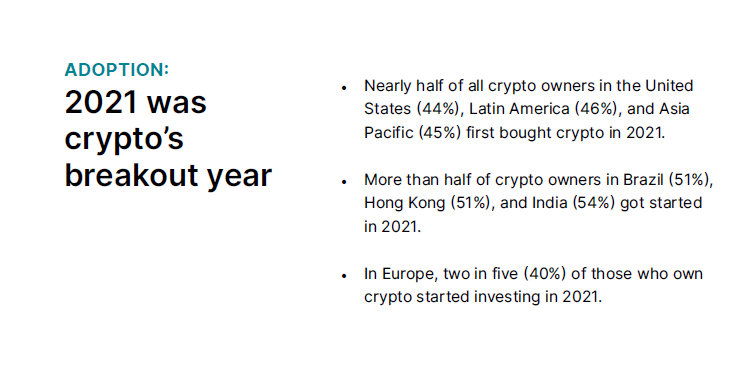 ADOPTION:
2021 was
crypto’s
breakout year
• Nearly half of all crypto owners in the United
States (44%), Latin America (46%), and Asia
Pacific (45%) first bought crypto in 2021.
• More than half of crypto owners in Brazil (51%),
Hong Kong (51%), and India (54%) got started
in 2021.
• In Europe, two in five (40%) of those who own
crypto started investing in 2021.